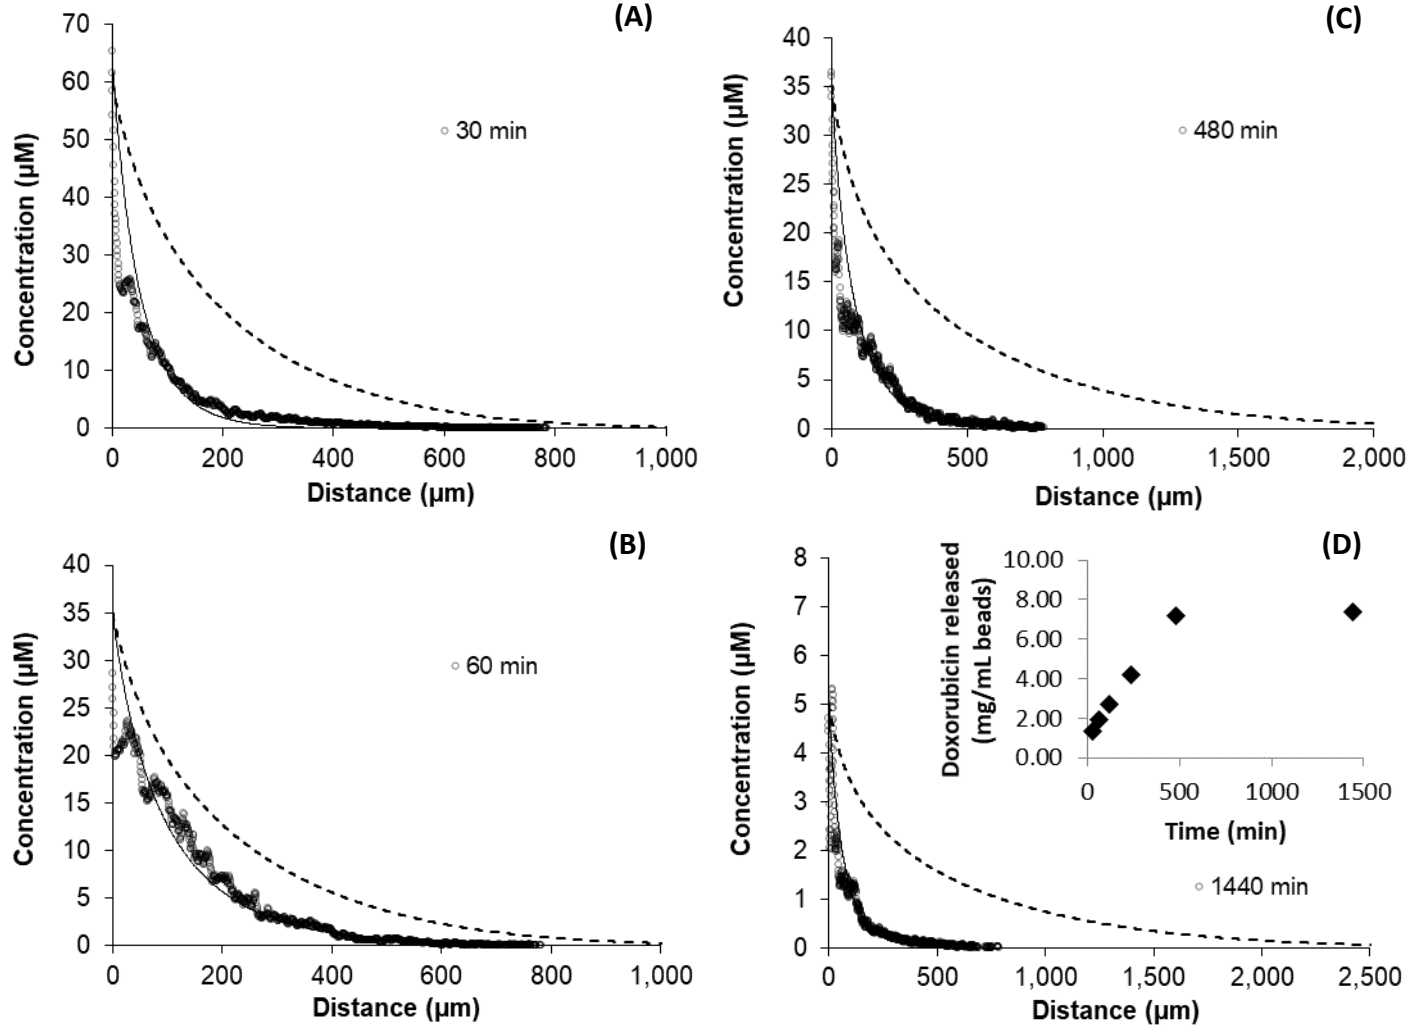 (A)
70
60
50
40
30
20
10
0
Concentration (µM)
30 min
0 200 400 600 800 1,000
Distance (µm)
(C)
40
35
30
25
20
15
10
5
0
Concentration (µM)
480 min
0 500 1,000 1,500 2,000
Distance (µm)
(B)
40
35
30
25
20
15
10
5
0
Concentration (µM)
60 min
0 200 400 600 800 1,000
Distance (µm)
(D)
8
7
6
5
4
3
2
1
0
Concentration (µM)
Doxorubicin released
(mg/mL beads)
10.00
8.00
6.00
4.00
2.00
0.00
0 500 1000 1500
Time (min)
1440 min
0 500 1,000 1,500 2,000 2,500
Distance (µm)